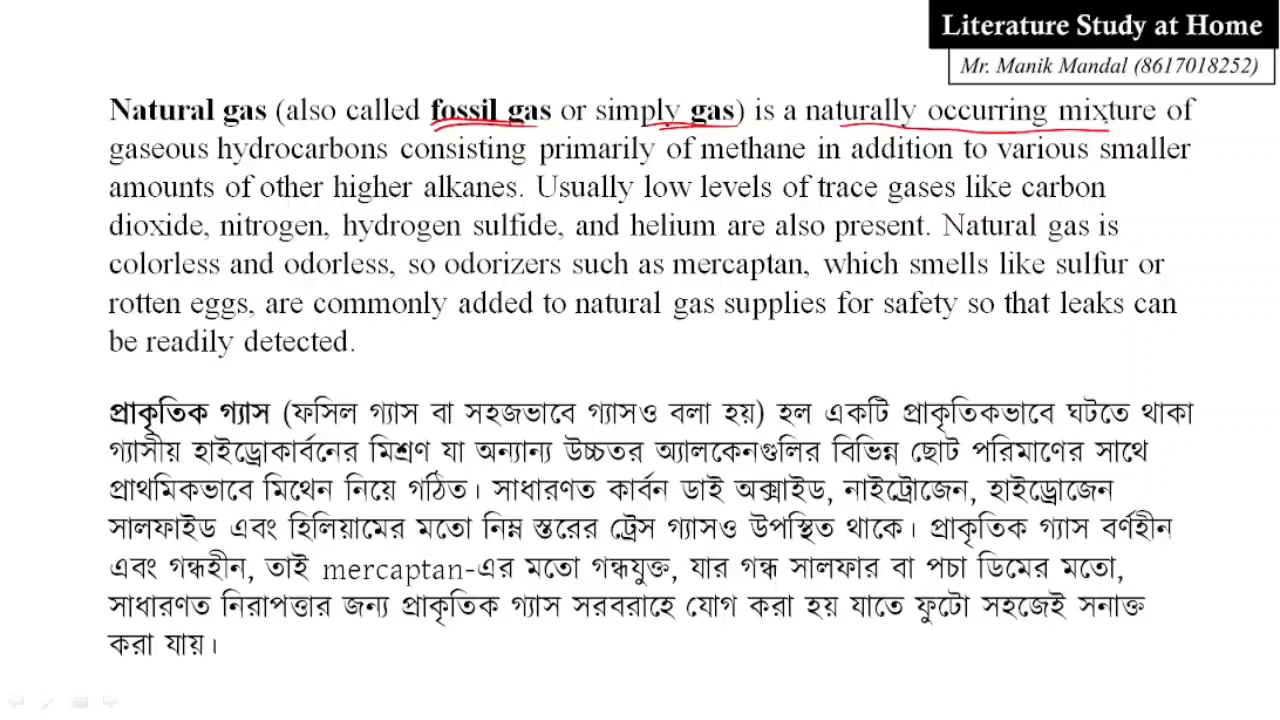 Literature Study at Home
Mr. Manik Mandal (8617018252)
Natural gas (also called fossil gas or simply gas) is a naturally occurring mixture of
gaseous hydrocarbons consisting primarily of methane in addition to various smaller
amounts of other higher alkanes. Usually low levels of trace gases like carbon
dioxide, nitrogen, hydrogen sulfide, and helium are also present. Natural gas is
colorless and odorless, so odorizers such as mercaptan, which smells like sulfur or
rotten eggs, are commonly added to natural gas supplies for safety so that leaks can
be readily detected.
প্রাকৃতিক গ্যাস (ফসিল গ্যাস বা সহজভাবে গ্যাসও বলা হয়) হল একটি প্রাকৃতিকভাবে ঘটতে থাকা
গ্যাসীয় হাইড্রোকার্বনের মিশ্রণ যা অন্যান্য উচ্চতর অ্যালকেনগুলির বিভিন্ন ছোট পরিমাণের সাথে
প্রাথমিকভাবে মিথেন নিয়ে গঠিত। সাধারণত কার্বন ডাই অক্সাইড, নাইট্রোজেন, হাইড্রোজেন
সালফাইড এবং হিলিয়ামের মতো নিম্ন স্তরের ট্রেস গ্যাসও উপস্থিত থাকে। প্রাকৃতিক গ্যাস বর্ণহীন
এবং গন্ধহীন, তাই mercaptan-এর মতো গন্ধযুক্ত, যার গন্ধ সালফার বা পচা ডিমের মতো,
সাধারণত নিরাপত্তার জন্য প্রাকৃতিক গ্যাস সরবরাহে যোগ করা হয় যাতে ফুটো সহজেই সনাক্ত
করা যায়।